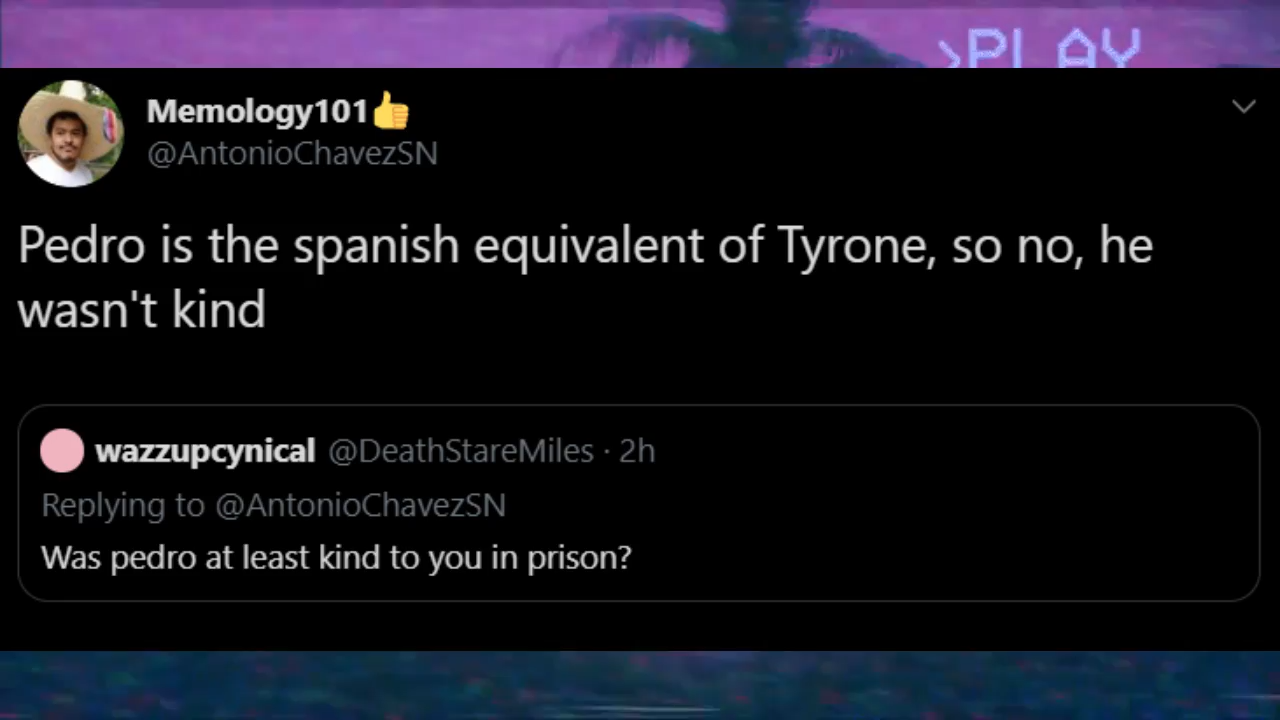 >PLAY
Memology101👍
@AntonioChavezSN
Pedro is the spanish equivalent of Tyrone, so no, he
wasn't kind
wazzupcynical @DeathStareMiles · 2h
Replying to @AntonioChavezSN
Was pedro at least kind to you in prison?